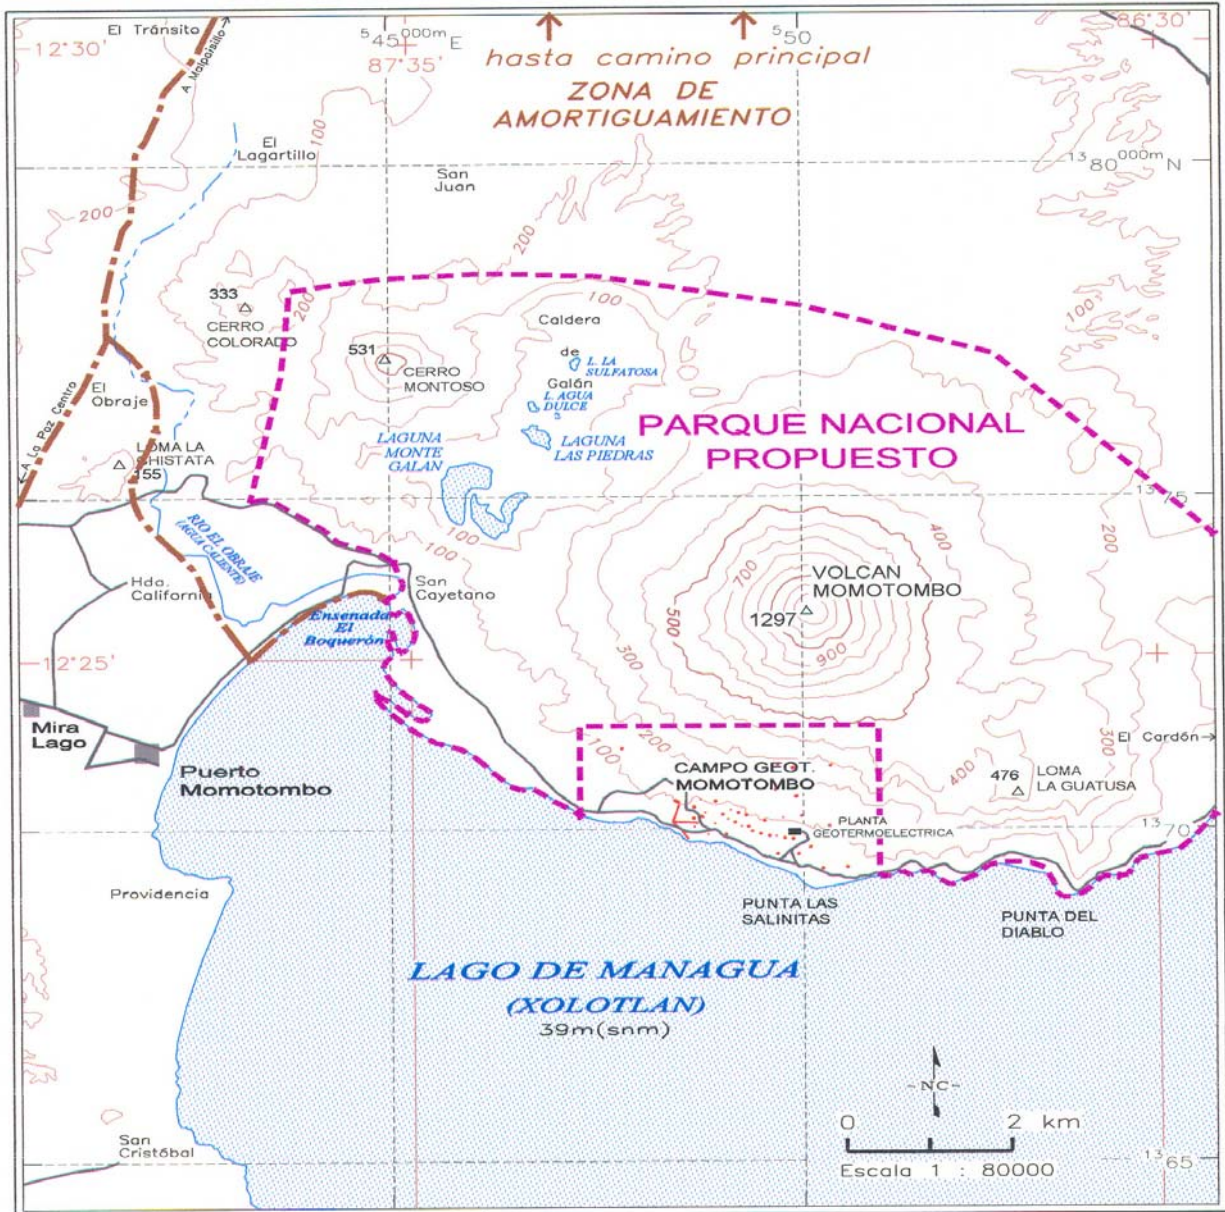 El Tránsito
12°30'
A Malpaisillo
545000m E
87°35'
hasta camino principal
ZONA DE
AMORTIGUAMIENTO
550
86°30'
El
Lagartillo
San
Juan
1380000m N
100
200
200
333
CERRO
COLORADO
200
100
531
CERRO
MONTOSO
Caldera
de
Galán
L. LA
SULFATOSA
L. AGUA
DULCE
LAGUNA
LAS PIEDRAS
LAGUNA
MONTE
GALAN
100
El
Obraje
A La Paz Centro
LOMA LA
CHISTATA
155
PARQUE NACIONAL
PROPUESTO
1375
RIO EL OBRAJE
(AGUA CALIENTE)
100
100
400
200
Hda.
California
San
Cayetano
700
VOLCAN
MOMOTOMBO
1297
500
900
300
Ensenada
El
Boquerón
12°25'
Mira
Lago
Puerto
Momotombo
100
200
CAMPO GEOT.
MOMOTOMBO
El Cardón
300
400
476
LOMA
LA GUATUSA
PLANTA
GEOTERMOELECTRICA
1370
Providencia
PUNTA LAS
SALINITAS
PUNTA DEL
DIABLO
LAGO DE MANAGUA
(XOLOTLAN)
39m(snm)
NC
0 2 km
Escala 1 : 80000
San
Cristóbal
1365